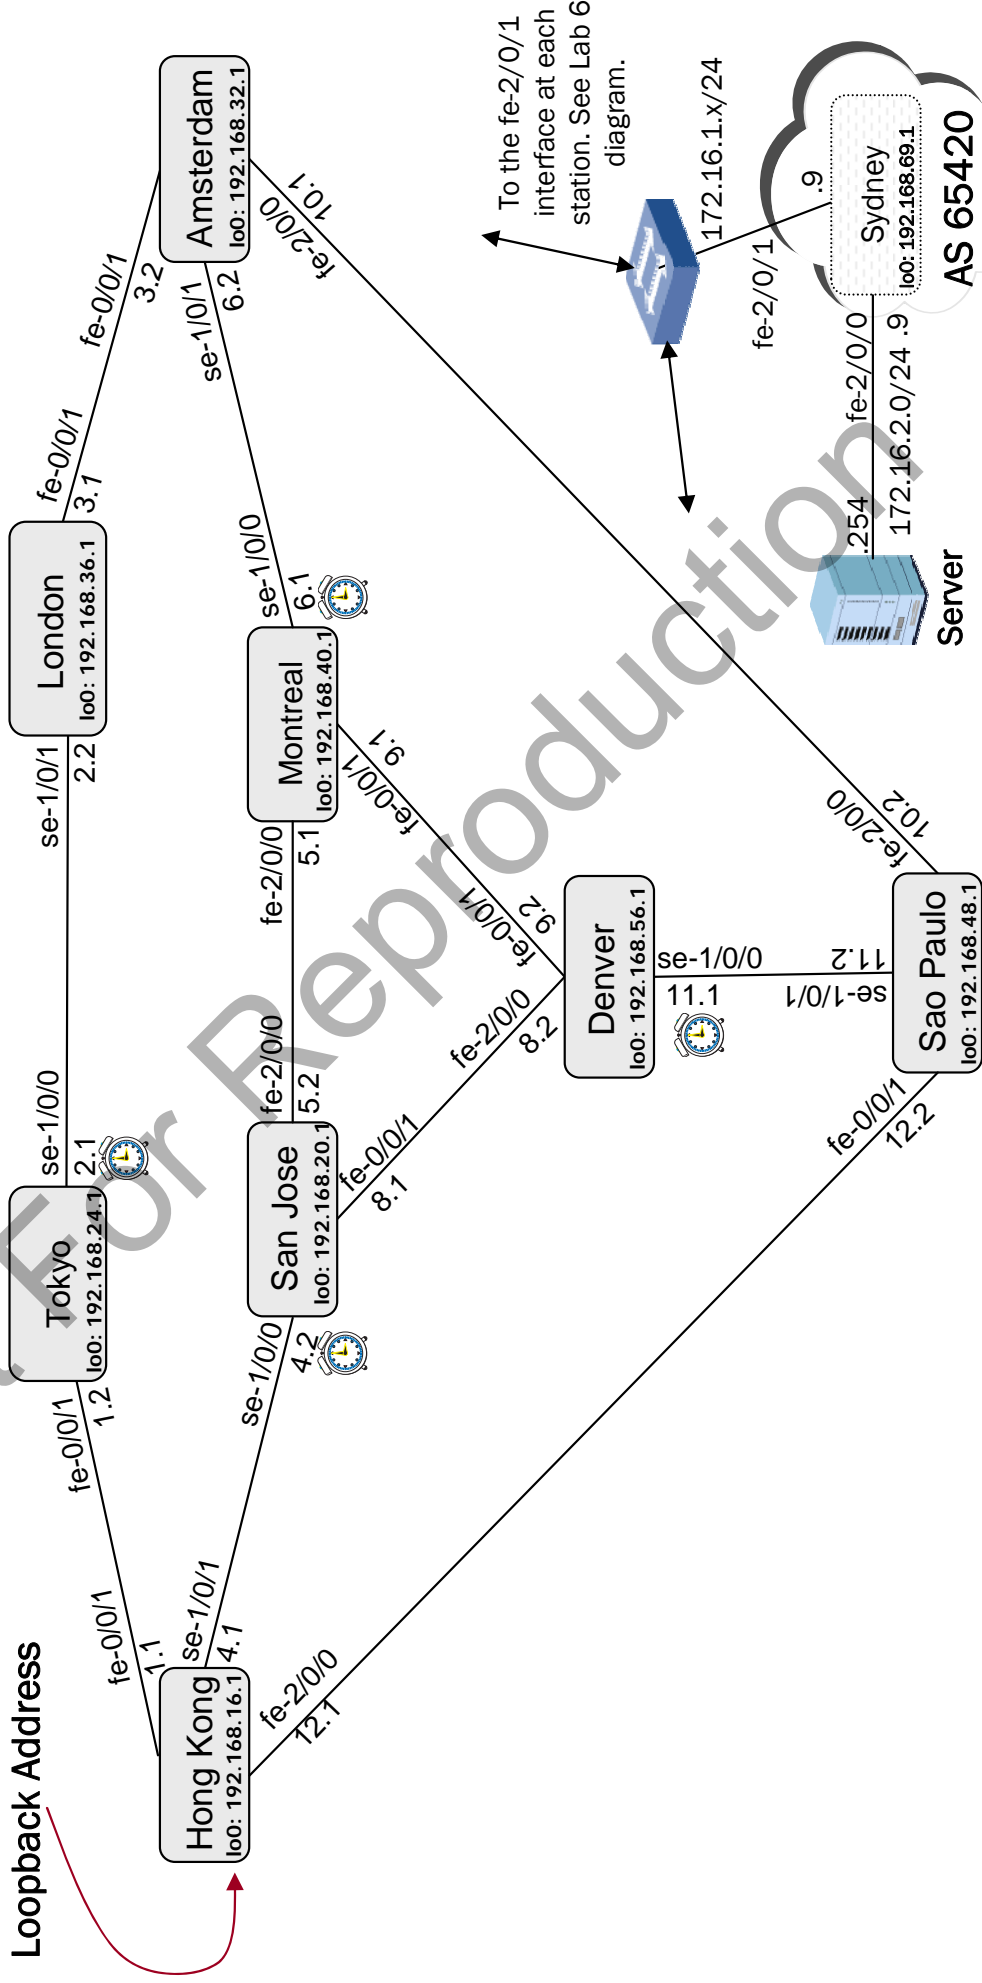 Loopback Address
Hong Kong
lo0: 192.168.16.1
fe-0/0/1
1.1
se-1/0/1
4.1
fe-2/0/0
12.1
fe-0/0/1
1.2
Tokyo
lo0: 192.168.24.1
se-1/0/0
2.1
se-1/0/1
2.2
London
lo0: 192.168.36.1
fe-0/0/1
3.1
fe-0/0/1
3.2
Amsterdam
lo0: 192.168.32.1
se-1/0/1
6.2
fe-2/0/0
10.1
se-1/0/0
4.2
San Jose
lo0: 192.168.20.1
fe-2/0/0
5.2
fe-0/0/1
8.1
fe-2/0/0
5.1
Montreal
lo0: 192.168.40.1
se-1/0/0
6.1
fe-0/0/1
9.1
fe-2/0/0
8.2
fe-0/0/1
9.2
Denver
lo0: 192.168.56.1
se-1/0/0
11.1
se-1/0/1
11.2
fe-0/0/1
12.2
Sao Paulo
lo0: 192.168.48.1
fe-2/0/0
10.2
To the fe-2/0/1
interface at each
station. See Lab 6
diagram.
172.16.1.x/24
fe-2/0/1
.9
Sydney
lo0: 192.168.69.1
AS 65420
fe-2/0/0
172.16.2.0/24 .9
.254
Server
For Reproduction